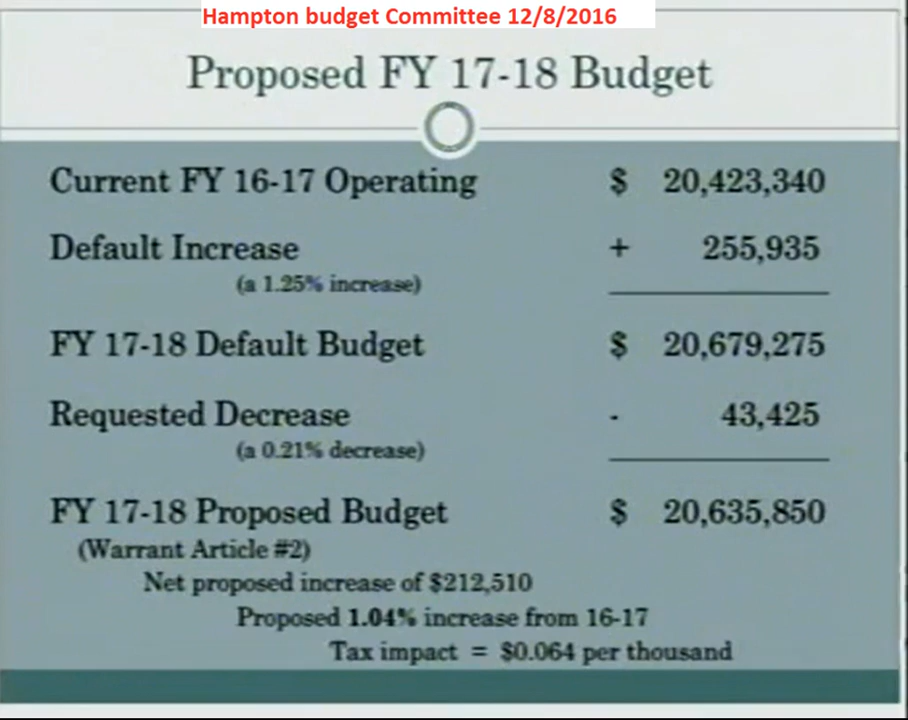 Hampton budget Committee 12/8/2016
Proposed FY 17-18 Budget
Current FY 16-17 Operating $ 20,423,340
Default Increase + 255,935
(a 1.25% increase)
FY 17-18 Default Budget $ 20,679,275
Requested Decrease - 43,425
(a 0.21% decrease)
FY 17-18 Proposed Budget $ 20,635,850
(Warrant Article #2)
Net proposed increase of $212,510
Proposed 1.04% increase from 16-17
Tax impact = $0.064 per thousand